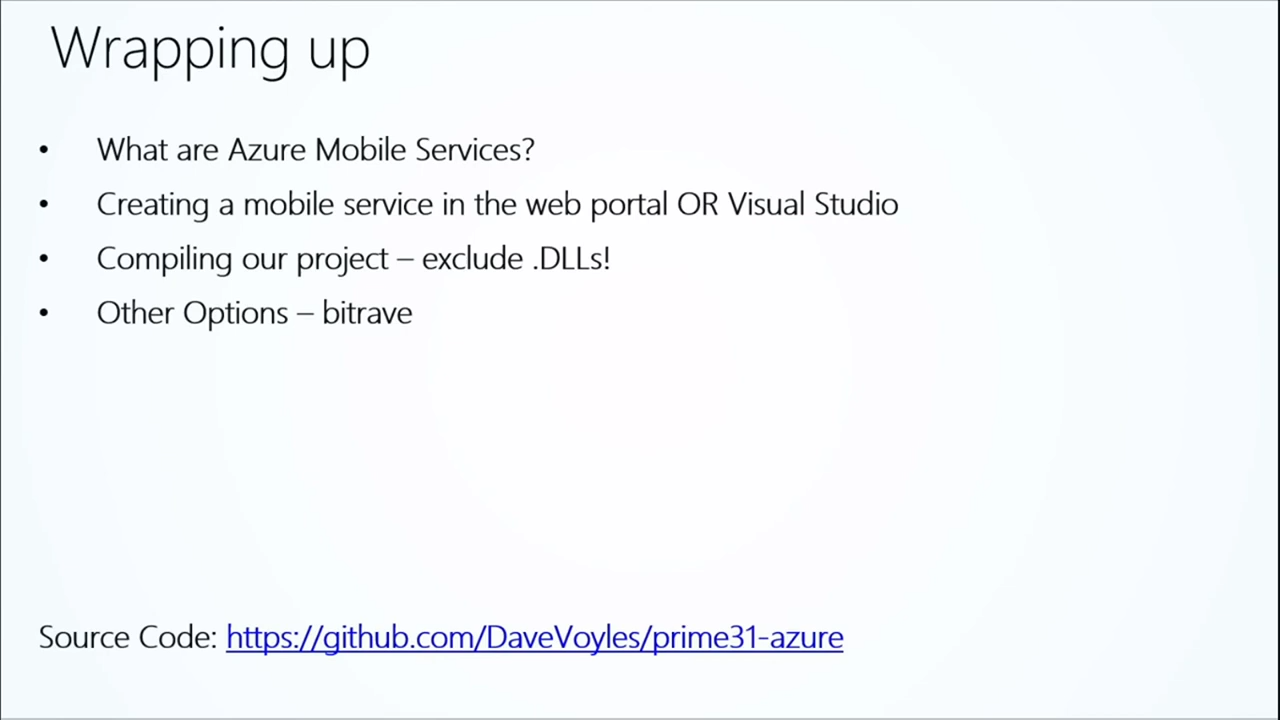 Wrapping up
• What are Azure Mobile Services?
• Creating a mobile service in the web portal OR Visual Studio
• Compiling our project – exclude .DLLs!
• Other Options – bitrave
Source Code: https://github.com/DaveVoyles/prime31-azure